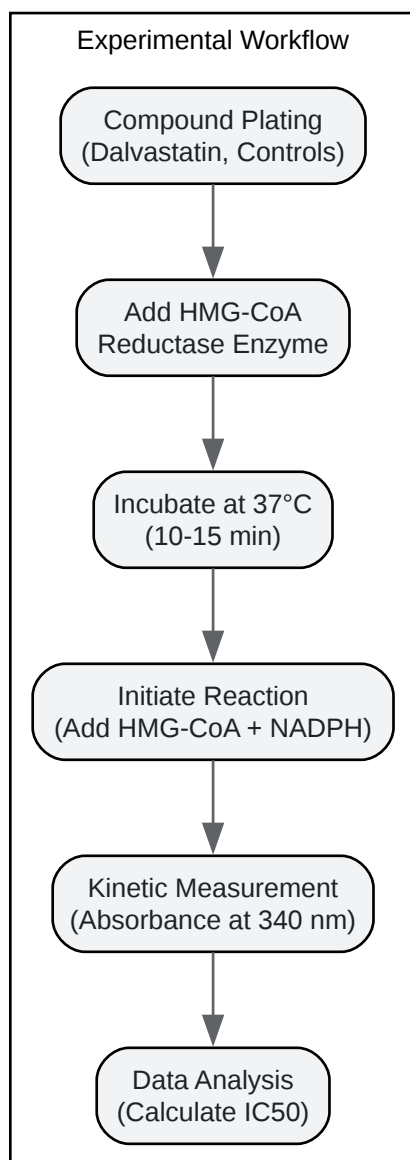 Experimental Workflow
Compound Plating
(Dalvastatin, Controls)
Add HMG-CoA
Reductase Enzyme
Incubate at 37°C
(10-15 min)
Initiate Reaction
(Add HMG-CoA + NADPH)
Kinetic Measurement
(Absorbance at 340 nm)
Data Analysis
(Calculate IC50)